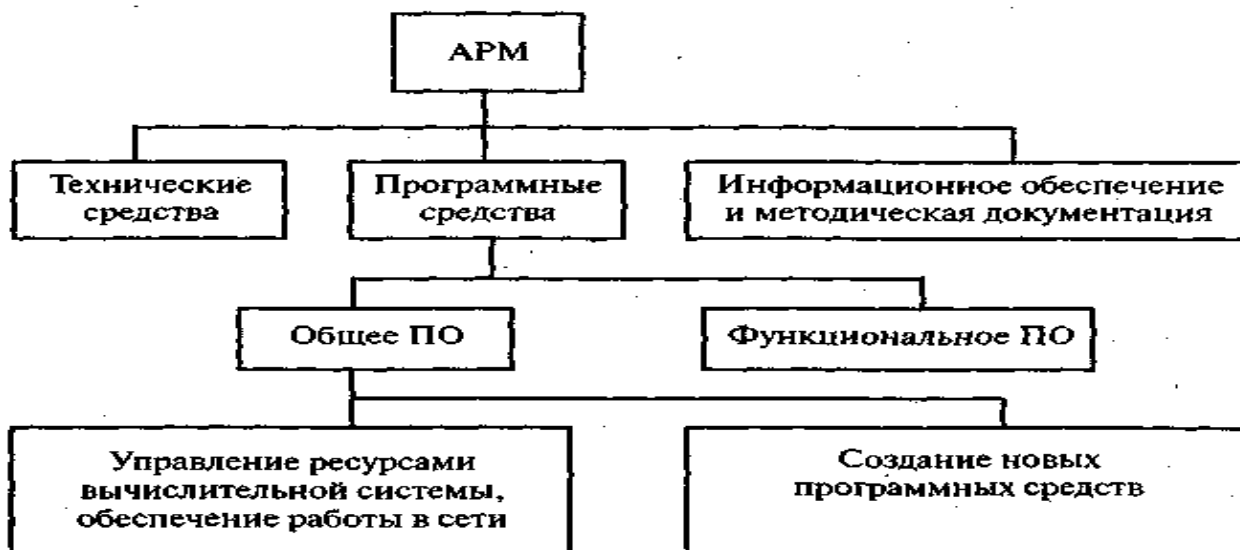 АРМ
Технические
средства
Программные
средства
Информационное обеспечение
и методическая документация
Общее ПО
Функциональное ПО
Управление ресурсами
вычислительной системы,
обеспечение работы в сети
Создание новых
программных средств